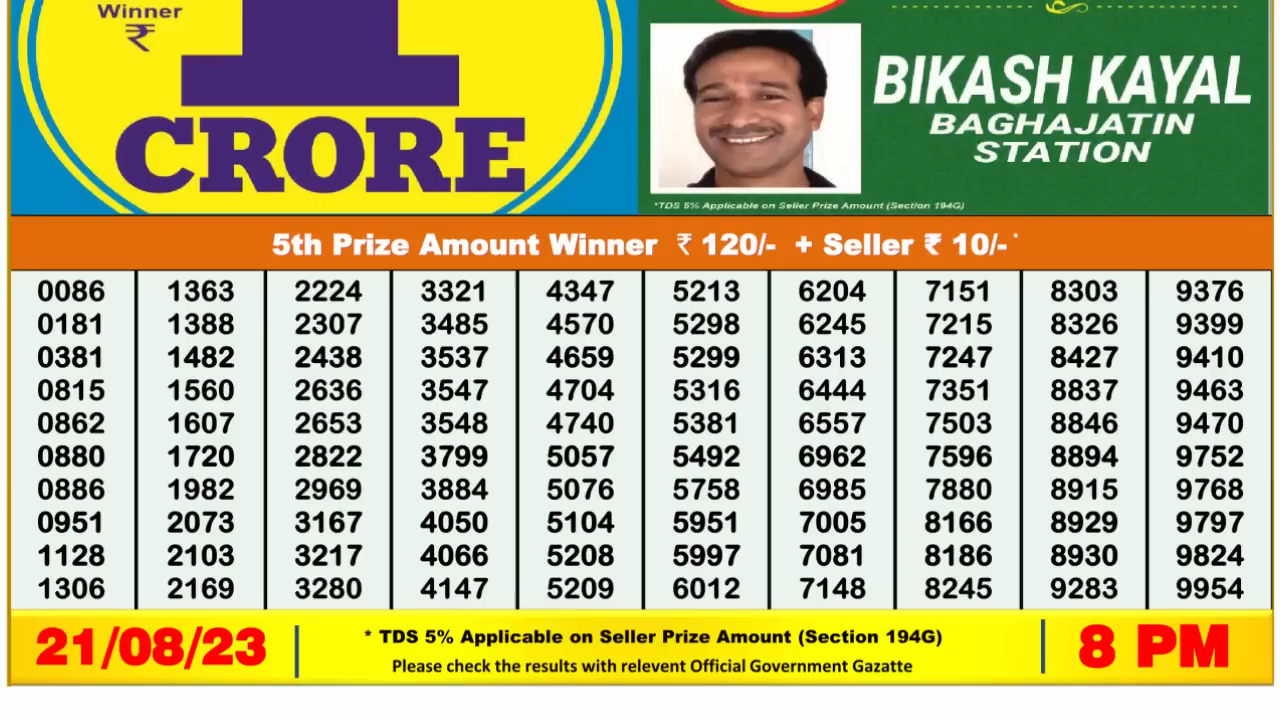 Winner
₹
1
CRORE
BIKASH KAYAL
BAGHAJATIN
STATION
*TDS 5% Applicable on Seller Prize Amount (Section 194G)
5th Prize Amount Winner ₹ 120/- + Seller ₹ 10/- *
0086 1363 2224 3321 4347 5213 6204 7151 8303 9376
0181 1388 2307 3485 4570 5298 6245 7215 8326 9399
0381 1482 2438 3537 4659 5299 6313 7247 8427 9410
0815 1560 2636 3547 4704 5316 6444 7351 8837 9463
0862 1607 2653 3548 4740 5381 6557 7503 8846 9470
0880 1720 2822 3799 5057 5492 6962 7596 8894 9752
0886 1982 2969 3884 5076 5758 6985 7880 8915 9768
0951 2073 3167 4050 5104 5951 7005 8166 8929 9797
1128 2103 3217 4066 5208 5997 7081 8186 8930 9824
1306 2169 3280 4147 5209 6012 7148 8245 9283 9954
21/08/23
* TDS 5% Applicable on Seller Prize Amount (Section 194G)
Please check the results with relevent Official Government Gazatte
8 PM